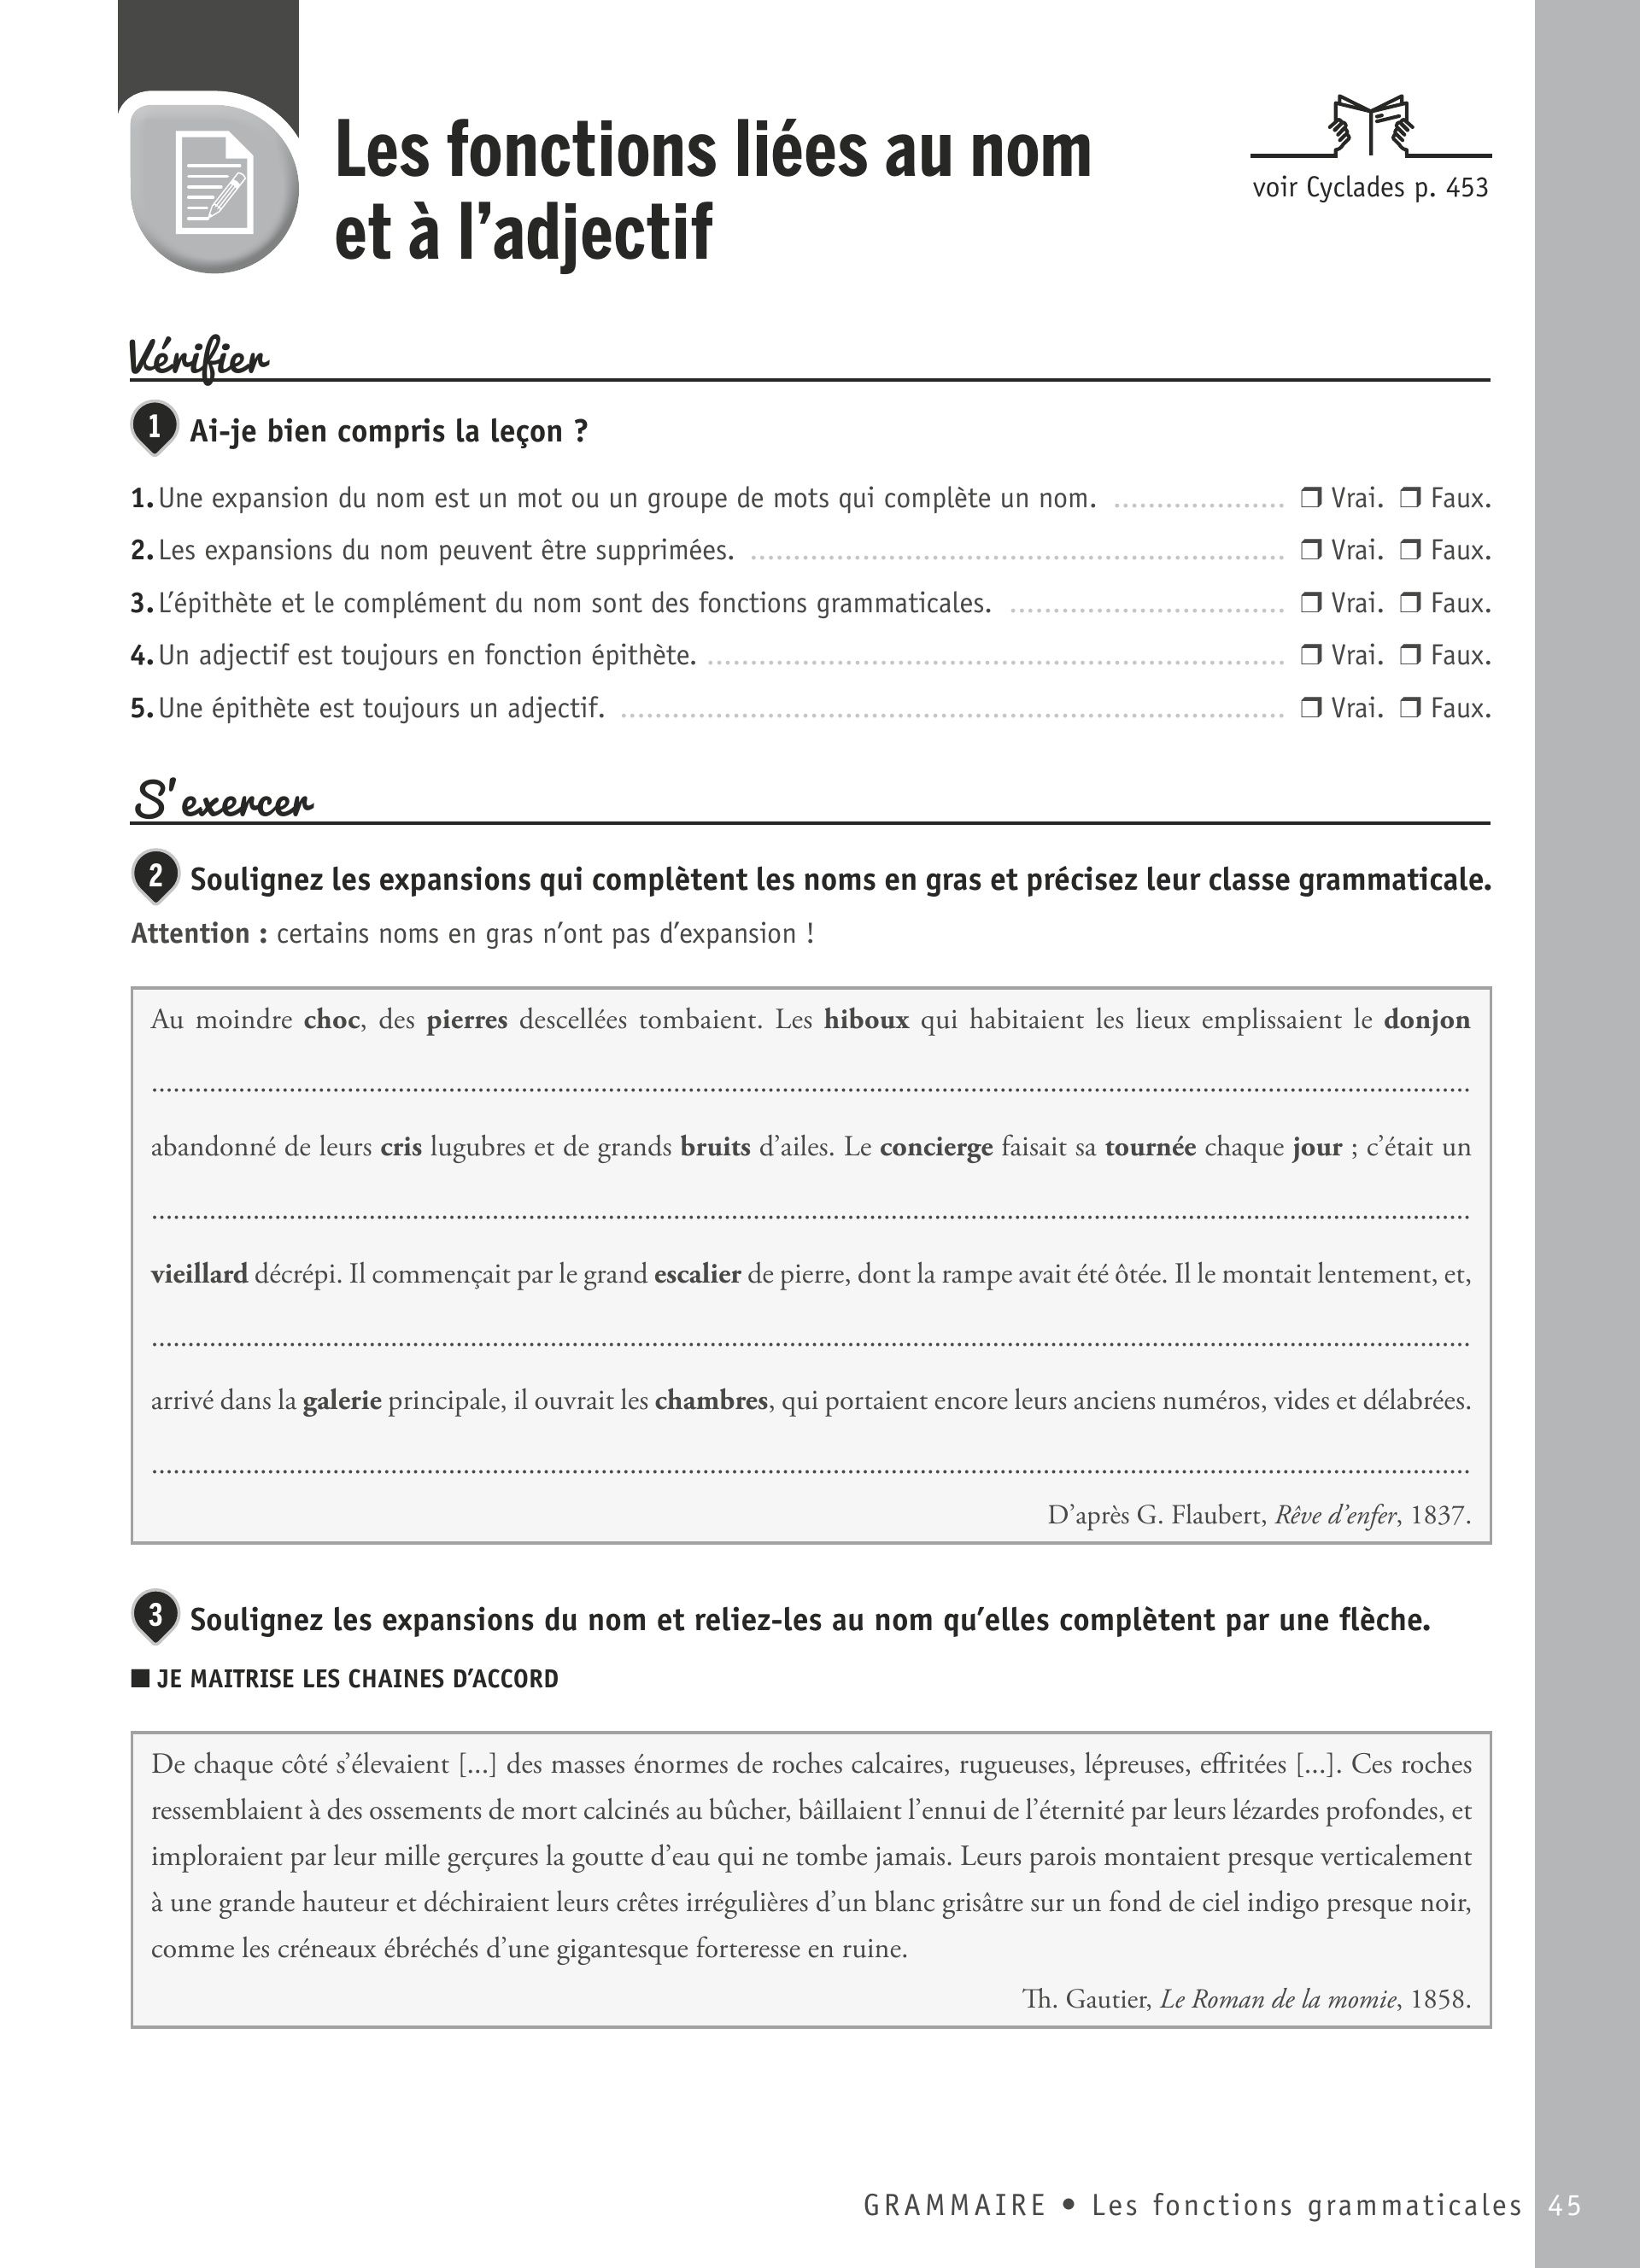 Les fonctions liées au nom
et à l’adjectif
voir Cyclades p. 453
Vérifier
1 Ai-je bien compris la leçon ?
1. Une expansion du nom est un mot ou un groupe de mots qui complète un nom. .................... ❒ Vrai. ❒ Faux.
2. Les expansions du nom peuvent être supprimées. .................... ❒ Vrai. ❒ Faux.
3. L’épithète et le complément du nom sont des fonctions grammaticales. .................... ❒ Vrai. ❒ Faux.
4. Un adjectif est toujours en fonction épithète. .................... ❒ Vrai. ❒ Faux.
5. Une épithète est toujours un adjectif. .................... ❒ Vrai. ❒ Faux.
S’exercer
2 Soulignez les expansions qui complètent les noms en gras et précisez leur classe grammaticale.
Attention : certains noms en gras n’ont pas d’expansion !
Au moindre choc, des pierres descellées tombaient. Les hiboux qui habitaient les lieux emplissaient le donjon
abandonné de leurs cris lugubres et de grands bruits d’ailes. Le concierge faisait sa tournée chaque jour ; c’était un
vieillard décrépi. Il commençait par le grand escalier de pierre, dont la rampe avait été ôtée. Il le montait lentement, et,
arrivé dans la galerie principale, il ouvrait les chambres, qui portaient encore leurs anciens numéros, vides et délabrées.
D’après G. Flaubert, Rêve d’enfer, 1837.
3 Soulignez les expansions du nom et reliez-les au nom qu’elles complètent par une flèche.
■ JE MAITRISE LES CHAINES D’ACCORD
De chaque côté s’élevaient [...] des masses énormes de roches calcaires, rugueuses, lépreuses, effritées [...]. Ces roches
ressemblaient à des ossements de mort calcinés au bûcher, bâillaient l’ennui de l’éternité par leurs lézardes profondes, et
imploraient par leur mille gerçures la goutte d’eau qui ne tombe jamais. Leurs parois montaient presque verticalement
à une grande hauteur et déchiraient leurs crêtes irrégulières d’un blanc grisâtre sur un fond de ciel indigo presque noir,
comme les créneaux ébréchés d’une gigantesque forteresse en ruine.
Th. Gautier, Le Roman de la momie, 1858.
GRAMMAIRE • Les fonctions grammaticales 45